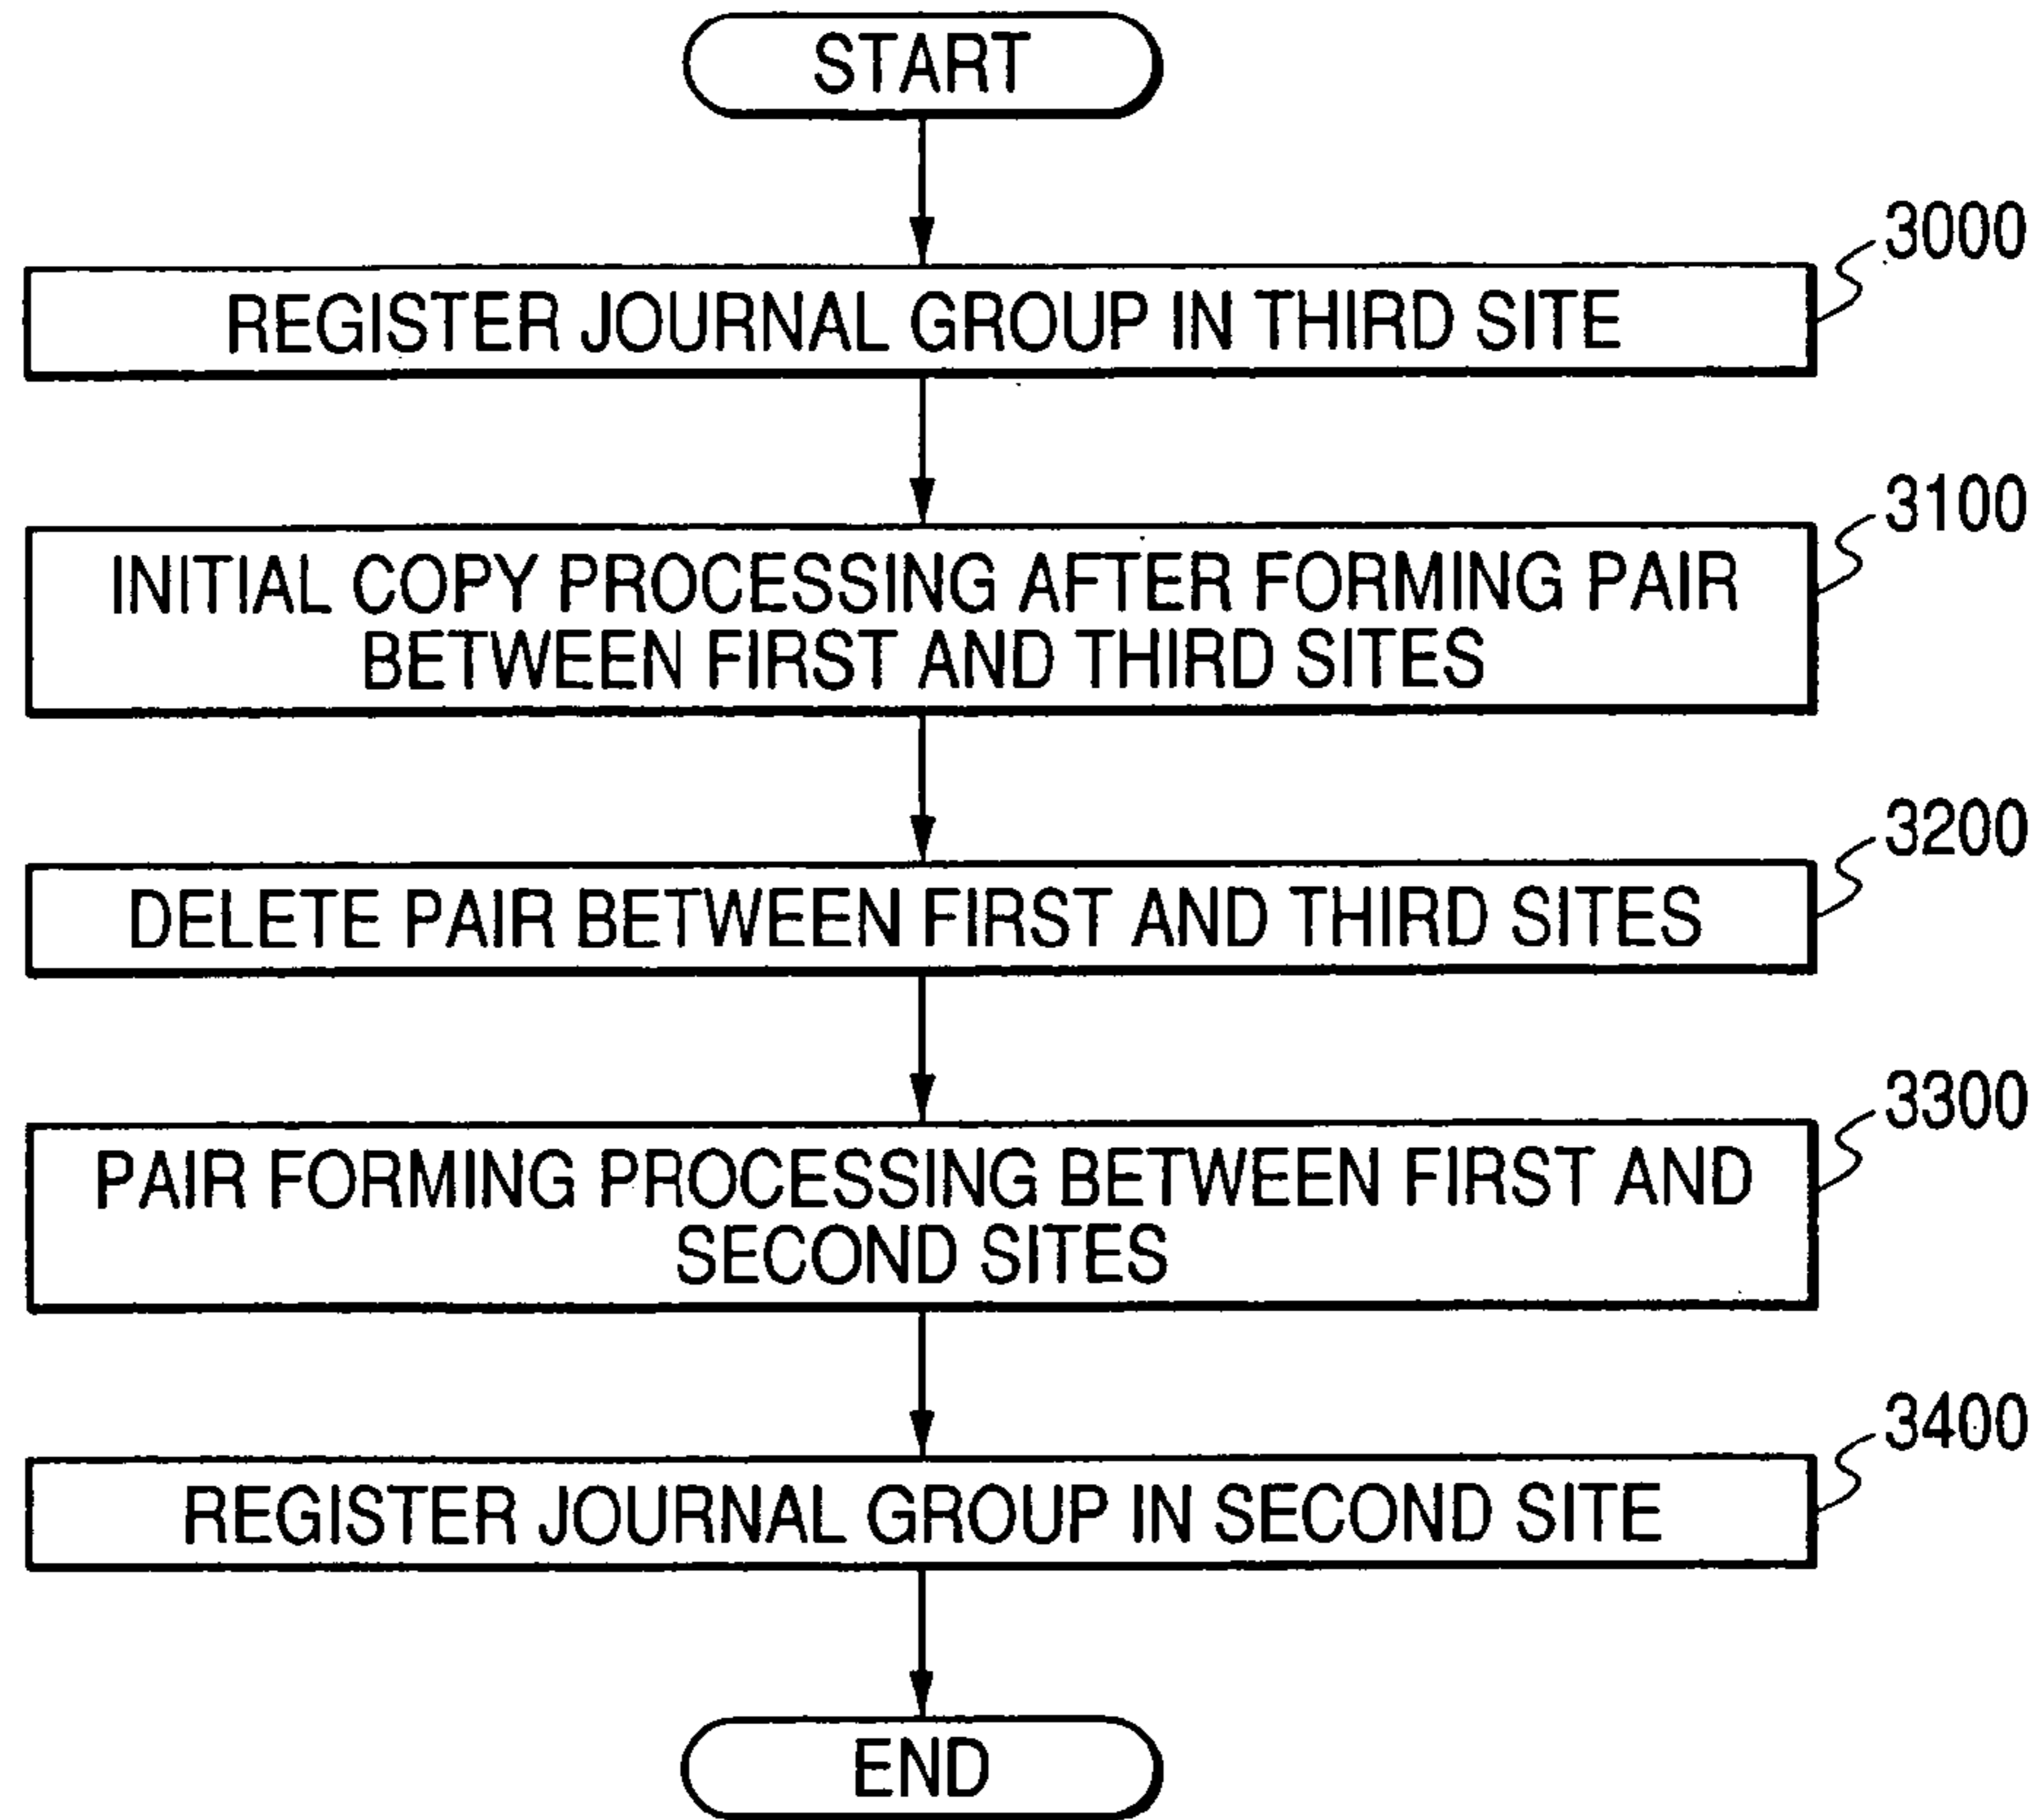 START
3000
REGISTER JOURNAL GROUP IN THIRD SITE
3100
INITIAL COPY PROCESSING AFTER FORMING PAIR
BETWEEN FIRST AND THIRD SITES
3200
DELETE PAIR BETWEEN FIRST AND THIRD SITES
3300
PAIR FORMING PROCESSING BETWEEN FIRST AND
SECOND SITES
3400
REGISTER JOURNAL GROUP IN SECOND SITE
END